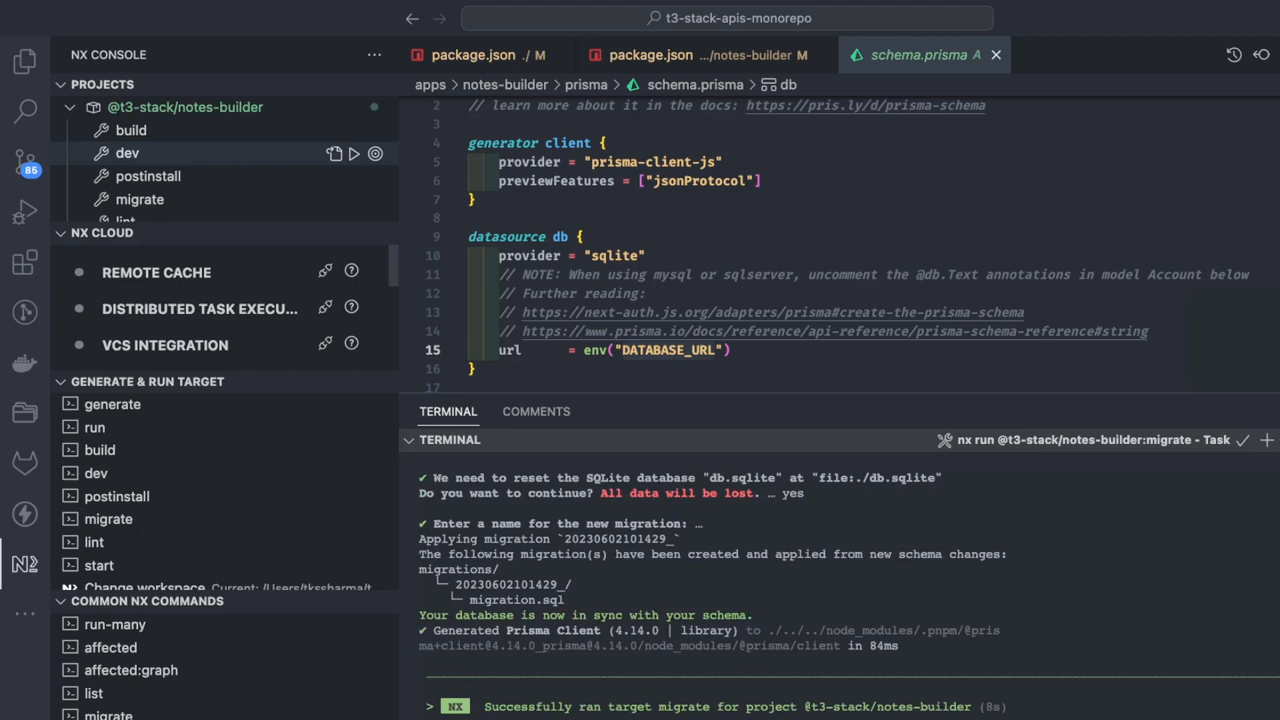 t3-stack-apis-monorepo
NX CONSOLE
PROJECTS
@t3-stack/notes-builder
build
dev
postinstall
migrate
lint
NX CLOUD
REMOTE CACHE
DISTRIBUTED TASK EXECU...
VCS INTEGRATION
GENERATE & RUN TARGET
generate
run
build
dev
postinstall
migrate
lint
start
Change workspace Current: /Users/tkssharma/t
COMMON NX COMMANDS
run-many
affected
affected:graph
list
migrate
85
package.json ./ M
package.json .../notes-builder M
schema.prisma A
apps > notes-builder > prisma > schema.prisma > db
2 // learn more about it in the docs: https://pris.ly/d/prisma-schema
3
4 generator client {
5 provider = "prisma-client-js"
6 previewFeatures = ["jsonProtocol"]
7 }
8
9 datasource db {
10 provider = "sqlite"
11 // NOTE: When using mysql or sqlserver, uncomment the @db.Text annotations in model Account below
12 // Further reading:
13 // https://next-auth.js.org/adapters/prisma#create-the-prisma-schema
14 // https://www.prisma.io/docs/reference/api-reference/prisma-schema-reference#string
15 url = env("DATABASE_URL")
16 }
17
TERMINAL COMMENTS
TERMINAL
nx run @t3-stack/notes-builder:migrate - Task
✔ We need to reset the SQLite database "db.sqlite" at "file:./db.sqlite"
Do you want to continue? All data will be lost. … yes
✔ Enter a name for the new migration: …
Applying migration `20230602101429_`
The following migration(s) have been created and applied from new schema changes:
migrations/
└─ 20230602101429_/
└─ migration.sql
Your database is now in sync with your schema.
✔ Generated Prisma Client (4.14.0 | library) to ./../../node_modules/.pnpm/@pris
ma+client@4.14.0_prisma@4.14.0/node_modules/@prisma/client in 84ms
> NX Successfully ran target migrate for project @t3-stack/notes-builder (8s)